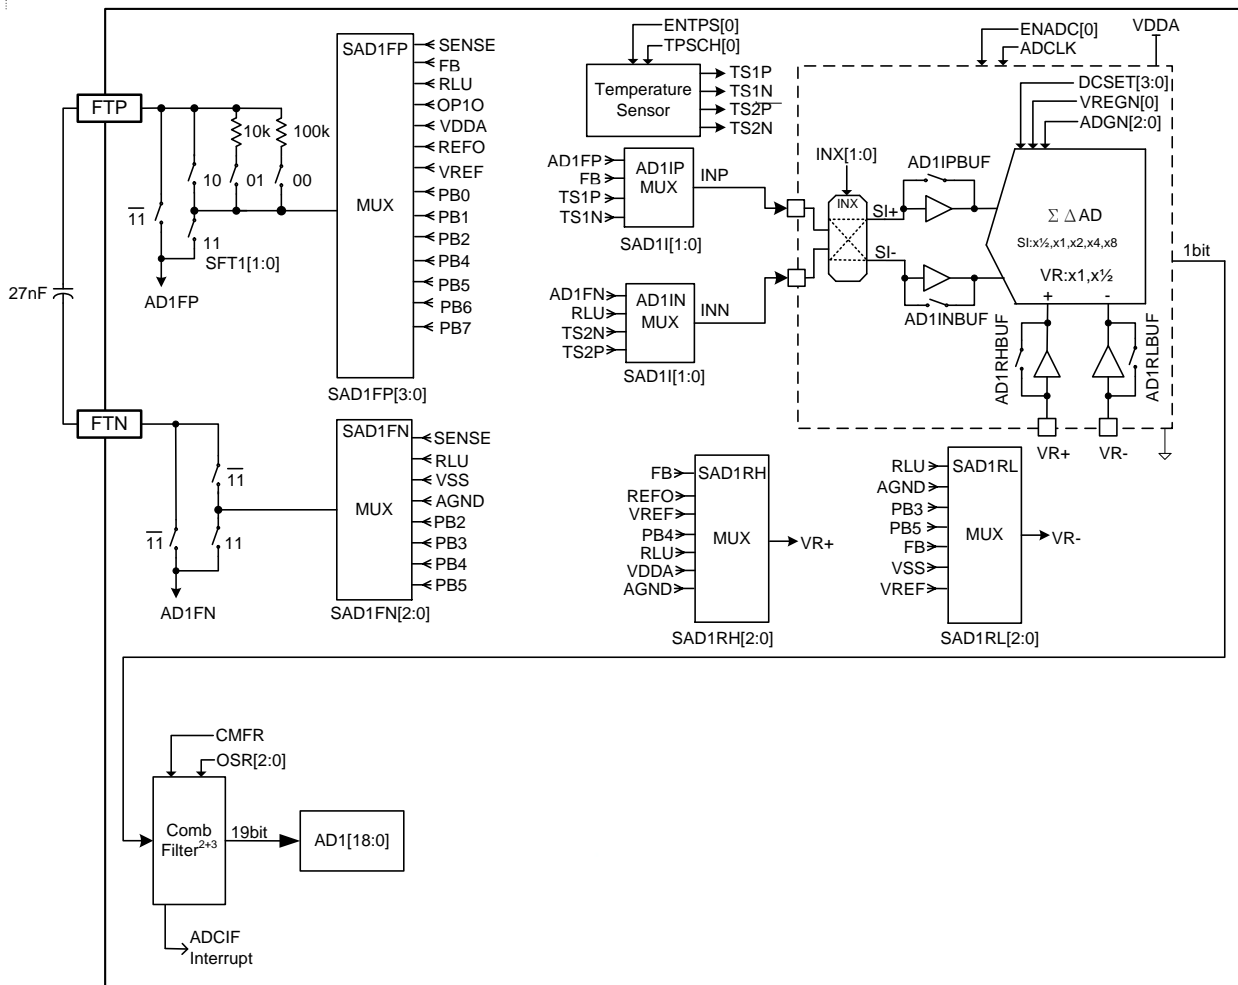 FTP
10k
100k
10
01
00
11
11
SFT1[1:0]
AD1FP
27nF
FTN
11
11
11
AD1FN
SAD1FP
MUX
SENSE
FB
RLU
OP1O
VDDA
REFO
VREF
PB0
PB1
PB2
PB4
PB5
PB6
PB7
SAD1FP[3:0]
SAD1FN
MUX
SENSE
RLU
VSS
AGND
PB2
PB3
PB4
PB5
SAD1FN[2:0]
ENTPS[0]
TPSCH[0]
Temperature
Sensor
TS1P
TS1N
TS2P
TS2N
AD1FP
FB
TS1P
TS1N
AD1IP
MUX
INP
SAD1I[1:0]
AD1FN
RLU
TS2N
TS2P
AD1IN
MUX
INN
SAD1I[1:0]
INX[1:0]
INX
SI+
SI-
AD1IPBUF
AD1INBUF
ENADC[0]
ADCLK
VDDA
DCSET[3:0]
VREGN[0]
ADGN[2:0]
Σ Δ AD
SI:x½,x1,x2,x4,x8
VR:x1,x½
+ -
1bit
AD1RHBUF
AD1RLBUF
VR+
VR-
FB
REFO
VREF
PB4
RLU
VDDA
AGND
SAD1RH
MUX
VR+
SAD1RH[2:0]
RLU
AGND
PB3
PB5
FB
VSS
VREF
SAD1RL
MUX
VR-
SAD1RL[2:0]
CMFR
OSR[2:0]
Comb
Filter2+3
19bit
AD1[18:0]
ADCIF
Interrupt